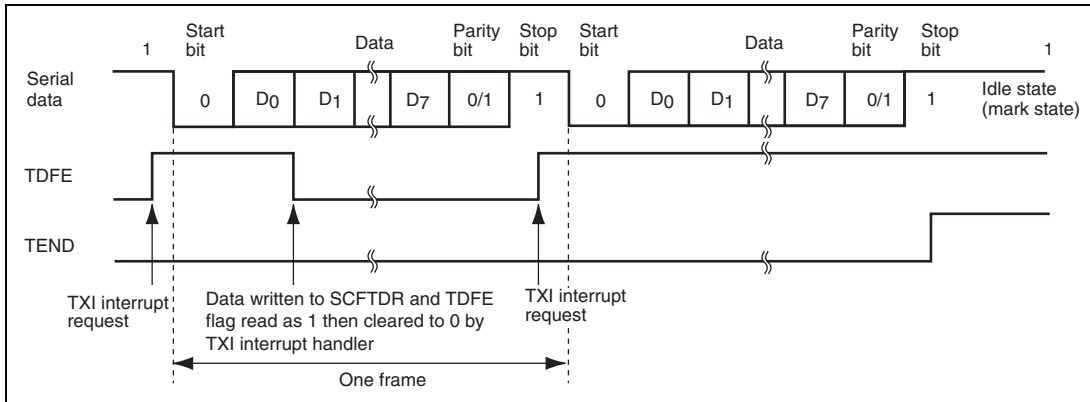 1 Start bit Data Parity bit Stop bit Start bit Data Parity bit Stop bit 1
Serial data 0 D0 D1 D7 0/1 1 0 D0 D1 D7 0/1 1 Idle state (mark state)
TDFE
TEND
TXI interrupt request
Data written to SCFTDR and TDFE
flag read as 1 then cleared to 0 by
TXI interrupt handler
TXI interrupt request
One frame